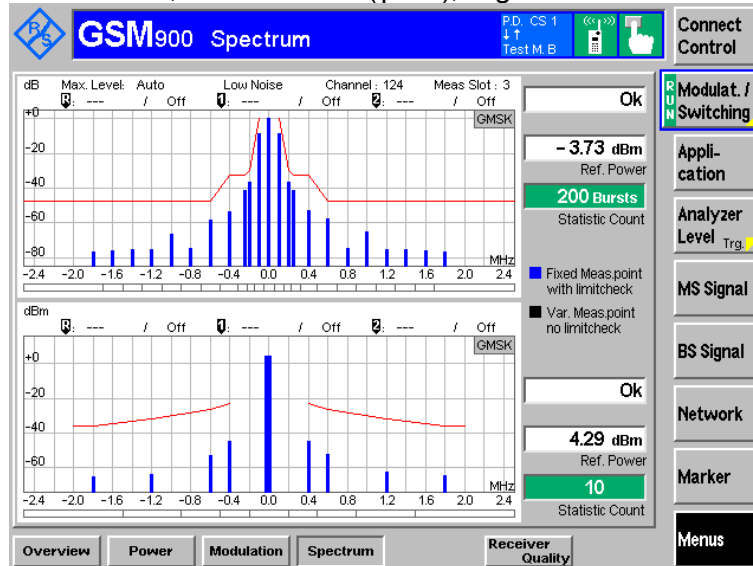 R S
GSM900 Spectrum
P.D. CS 1
Test M. B
Connect
Control
dB Max. Level: Auto Low Noise Channel : 124 Meas Slot : 3
R: --- / Off 1: --- / Off 2: --- / Off
GMSK
+0
-20
-40
-60
-80
MHz
-2.4 -2.0 -1.6 -1.2 -0.8 -0.4 0.0 0.4 0.8 1.2 1.6 2.0 2.4
Ok
-3.73 dBm
Ref. Power
200 Bursts
Statistic Count
Fixed Meas.point
with limitcheck
Var. Meas.point
no limitcheck
dBm
R: --- / Off 1: --- / Off 2: --- / Off
GMSK
+0
-20
-40
-60
MHz
-2.4 -2.0 -1.6 -1.2 -0.8 -0.4 0.0 0.4 0.8 1.2 1.6 2.0 2.4
Ok
4.29 dBm
Ref. Power
10
Statistic Count
RUN
Modulat. /
Switching
Appli-
cation
Analyzer
Level Trg.
MS Signal
BS Signal
Network
Marker
Menus
Overview Power Modulation Spectrum Receiver
Quality